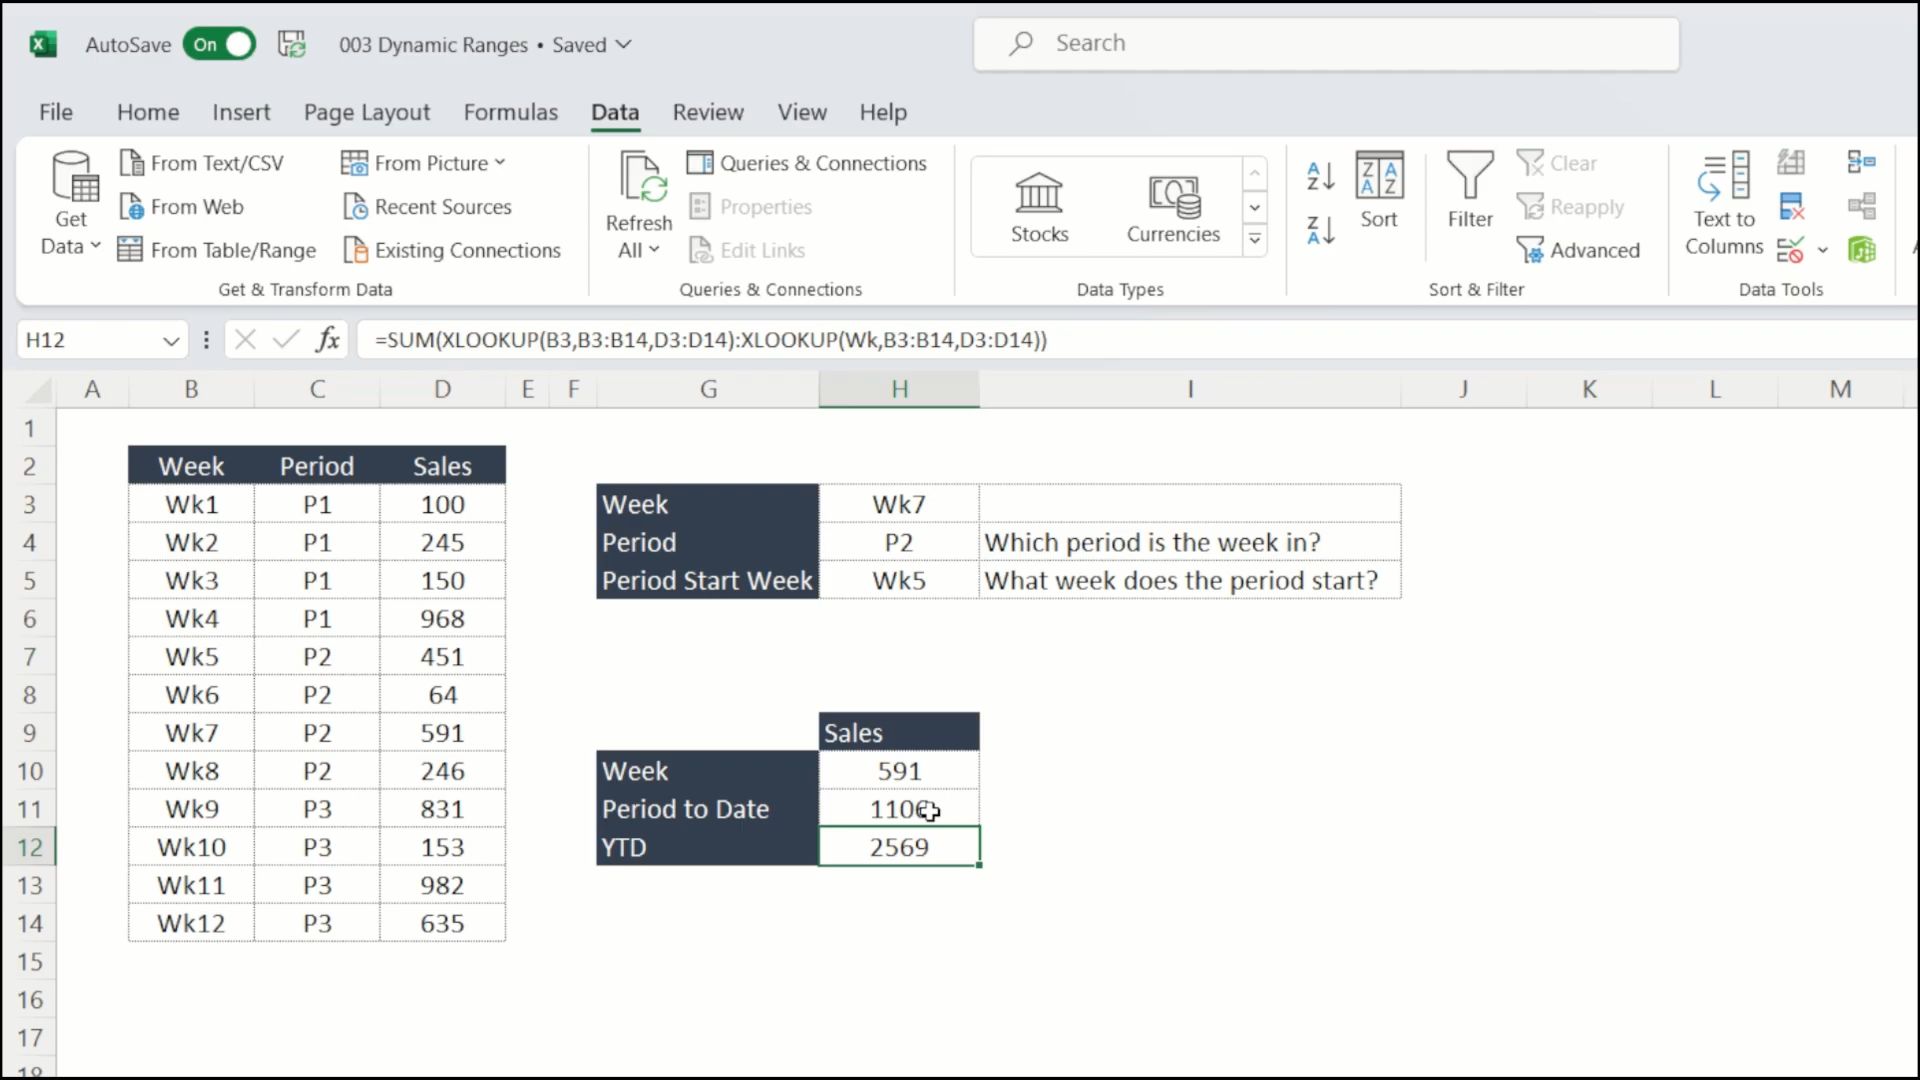 AutoSave On 003 Dynamic Ranges • Saved Search
File Home Insert Page Layout Formulas Data Review View Help
Get Data
From Text/CSV
From Web
From Table/Range
From Picture
Recent Sources
Existing Connections
Get & Transform Data
Refresh All
Queries & Connections
Properties
Edit Links
Queries & Connections
Stocks Currencies
Data Types
Sort
Filter
Clear
Reapply
Advanced
Sort & Filter
Text to Columns
Data Tools
H12 fx =SUM(XLOOKUP(B3,B3:B14,D3:D14):XLOOKUP(Wk,B3:B14,D3:D14))
A B C D E F G H I J K L M
1
2 Week Period Sales
3 Wk1 P1 100 Week Wk7
4 Wk2 P1 245 Period P2 Which period is the week in?
5 Wk3 P1 150 Period Start Week Wk5 What week does the period start?
6 Wk4 P1 968
7 Wk5 P2 451
8 Wk6 P2 64
9 Wk7 P2 591 Sales
10 Wk8 P2 246 Week 591
11 Wk9 P3 831 Period to Date 1106
12 Wk10 P3 153 YTD 2569
13 Wk11 P3 982
14 Wk12 P3 635
15
16
17
18